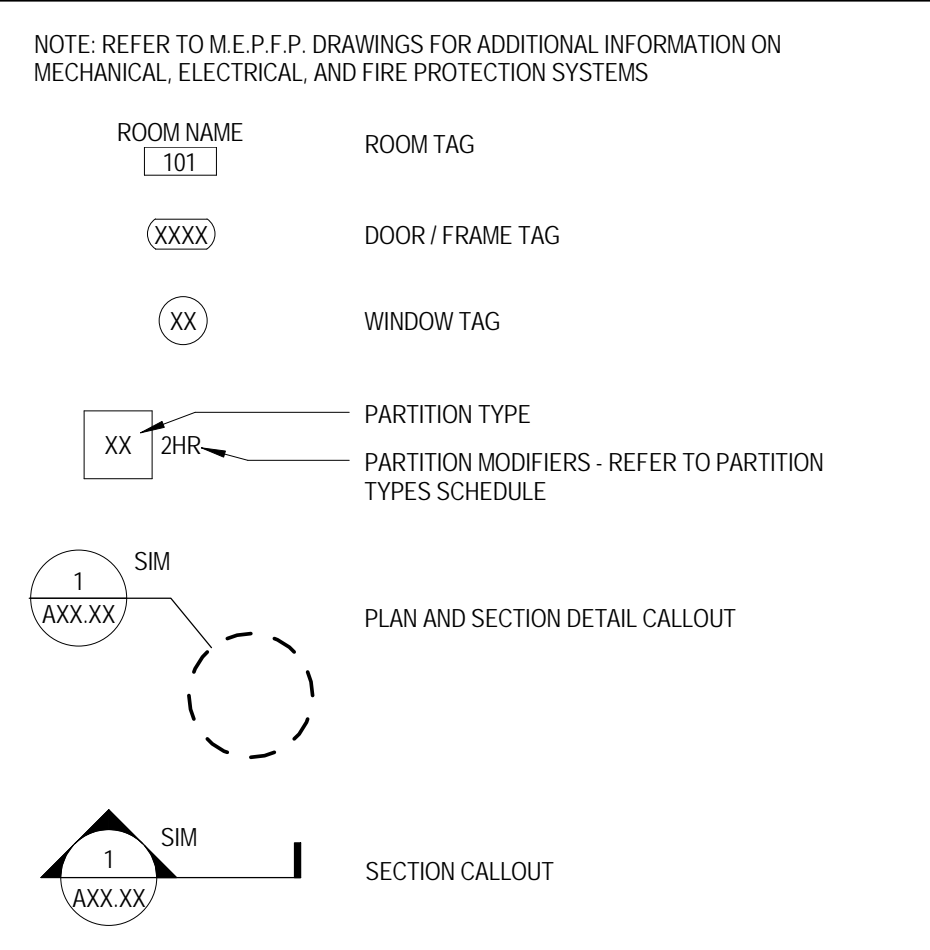 NOTE: REFER TO M.E.P.F.P. DRAWINGS FOR ADDITIONAL INFORMATION ON
MECHANICAL, ELECTRICAL, AND FIRE PROTECTION SYSTEMS
ROOM NAME
101
ROOM TAG
XXXX
DOOR / FRAME TAG
XX
WINDOW TAG
XX
2HR
PARTITION TYPE
PARTITION MODIFIERS - REFER TO PARTITION
TYPES SCHEDULE
1
AXX.XX
SIM
PLAN AND SECTION DETAIL CALLOUT
1
AXX.XX
SIM
SECTION CALLOUT